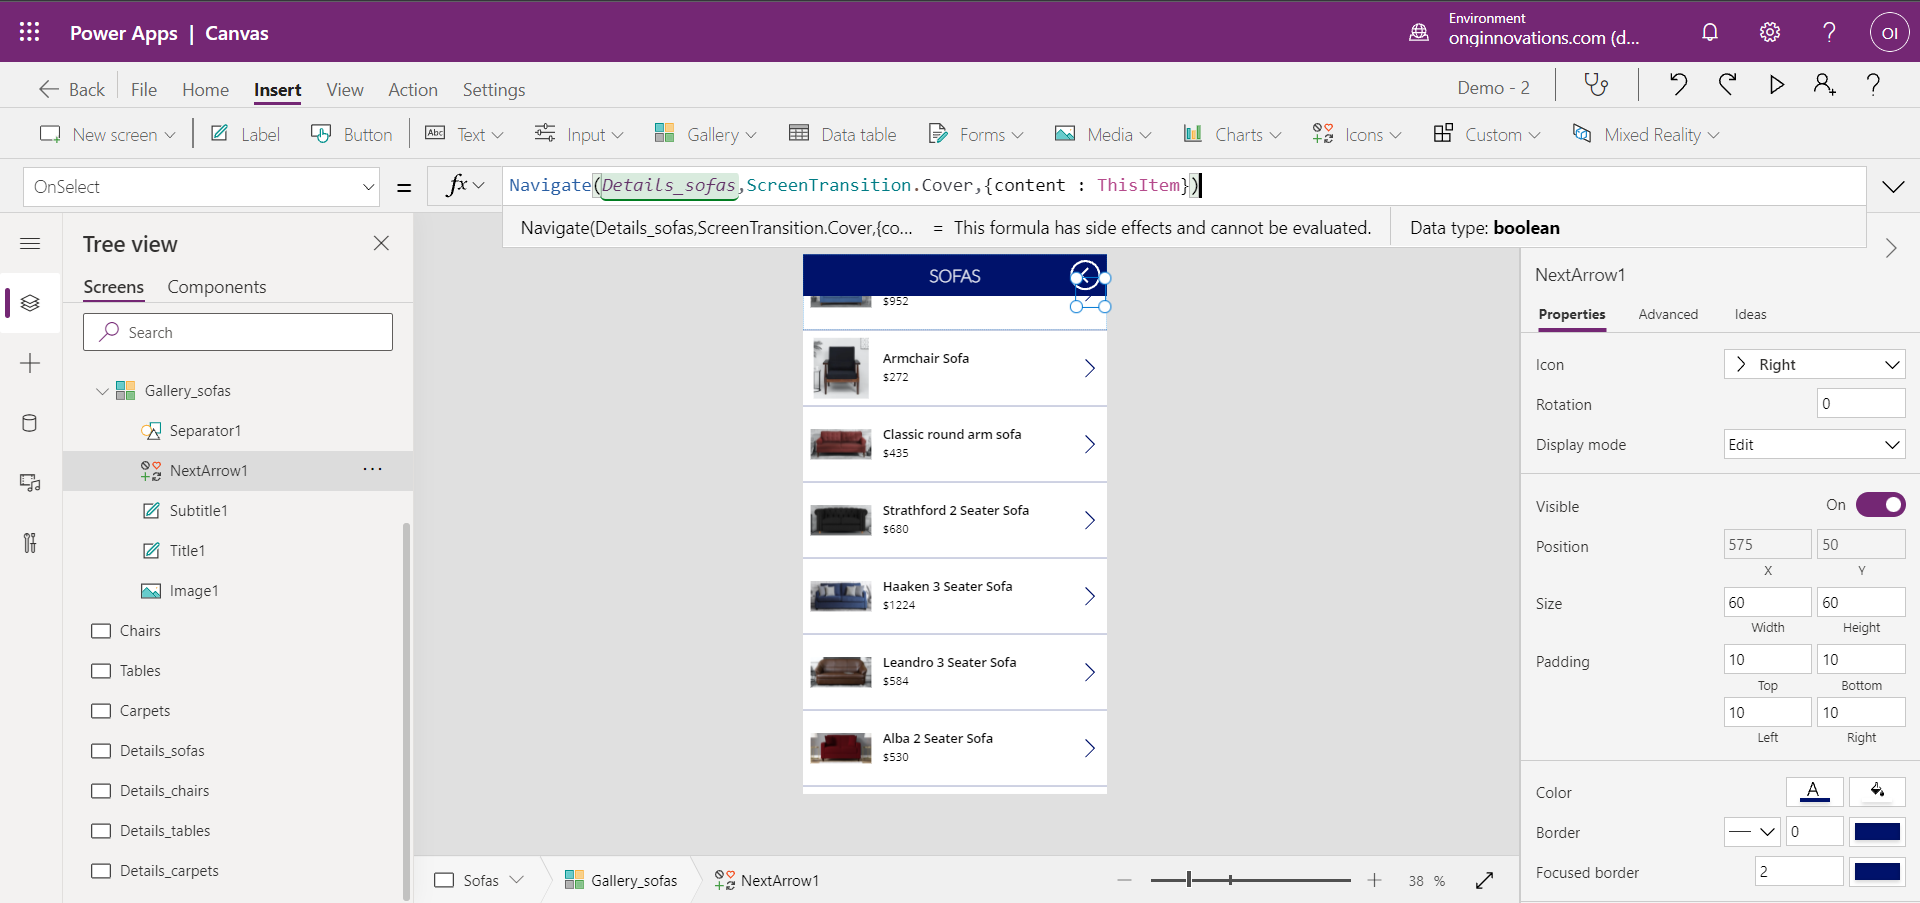 Power Apps | Canvas
Environment
onginnovations.com (d...
OI
Back File Home Insert View Action Settings
Demo - 2
New screen Label Button Abc Text Input Gallery Data table Forms Media Charts Icons Custom Mixed Reality
OnSelect = fx Navigate(Details_sofas,ScreenTransition.Cover,{content : ThisItem})
Navigate(Details_sofas,ScreenTransition.Cover,{co... = This formula has side effects and cannot be evaluated. Data type: boolean
Tree view
Screens Components
Search
Gallery_sofas
Separator1
NextArrow1
Subtitle1
Title1
Image1
Chairs
Tables
Carpets
Details_sofas
Details_chairs
Details_tables
Details_carpets
SOFAS
$952
Armchair Sofa
$272
Classic round arm sofa
$435
Strathford 2 Seater Sofa
$680
Haaken 3 Seater Sofa
$1224
Leandro 3 Seater Sofa
$584
Alba 2 Seater Sofa
$530
Sofas Gallery_sofas NextArrow1
38 %
NextArrow1
Properties Advanced Ideas
Icon Right
Rotation 0
Display mode Edit
Visible On
Position 575 50
X Y
Size 60 60
Width Height
Padding 10 10
Top Bottom
10 10
Left Right
Color A
Border 0
Focused border 2